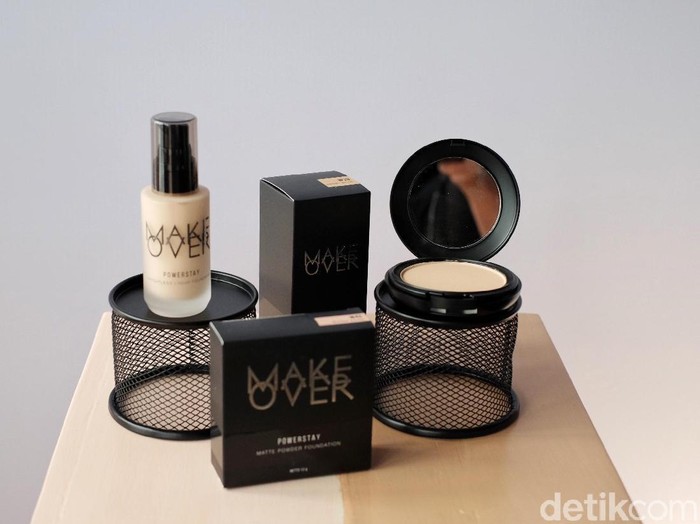 MAKE
OVER
POWERSTAY
MAKE
OVER
MAKE
OVER
POWERSTAY
MATTE POWDER FOUNDATION
detikcom